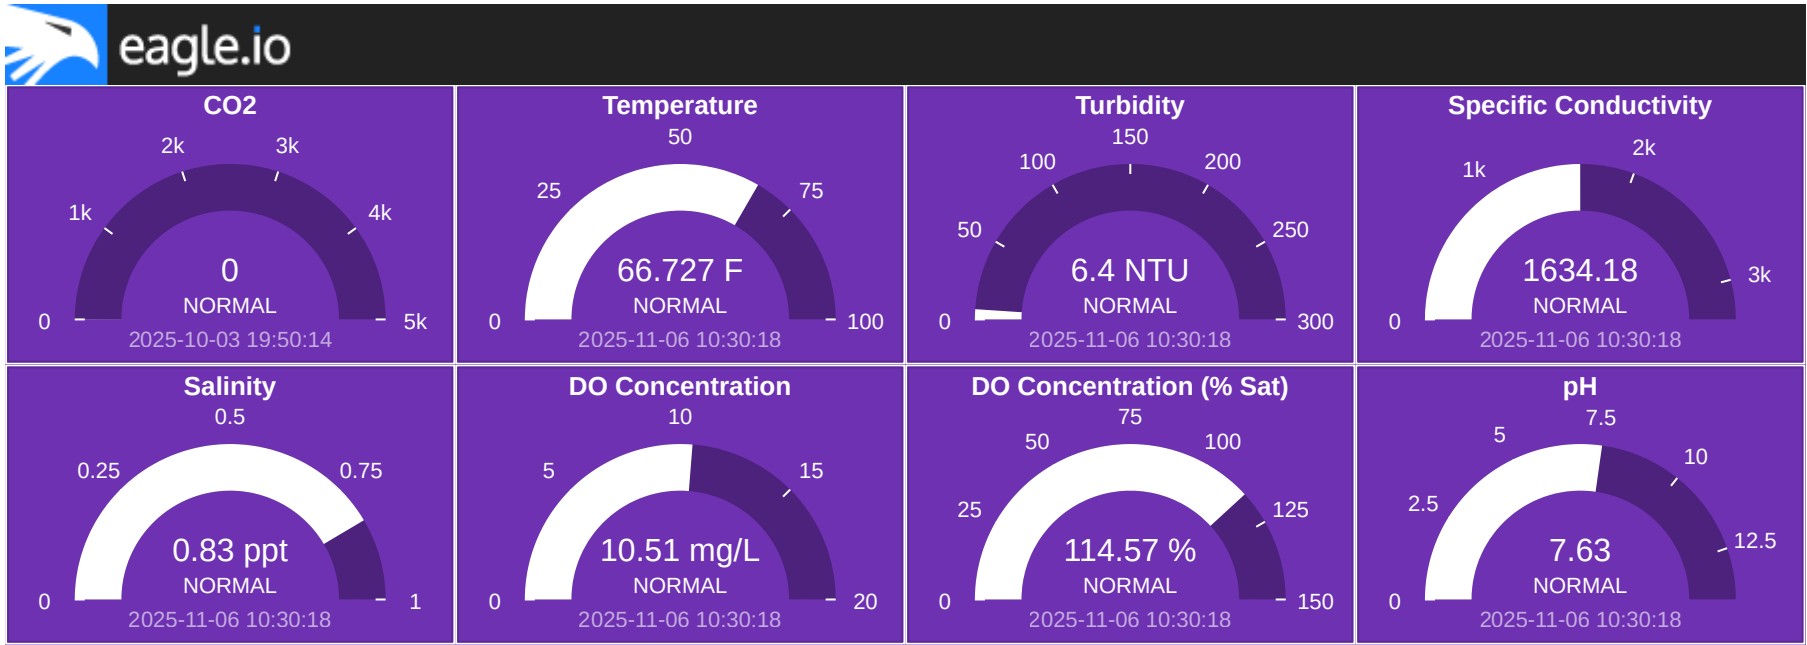 eagle.io
CO2
0
1k
2k
3k
4k
5k
0
NORMAL
2025-10-03 19:50:14
Temperature
0
25
50
75
100
66.727 F
NORMAL
2025-11-06 10:30:18
Turbidity
0
50
100
150
200
250
300
6.4 NTU
NORMAL
2025-11-06 10:30:18
Specific Conductivity
0
1k
2k
3k
1634.18
NORMAL
2025-11-06 10:30:18
Salinity
0
0.25
0.5
0.75
1
0.83 ppt
NORMAL
2025-11-06 10:30:18
DO Concentration
0
5
10
15
20
10.51 mg/L
NORMAL
2025-11-06 10:30:18
DO Concentration (% Sat)
0
25
50
75
100
125
150
114.57 %
NORMAL
2025-11-06 10:30:18
pH
0
2.5
5
7.5
10
12.5
7.63
NORMAL
2025-11-06 10:30:18